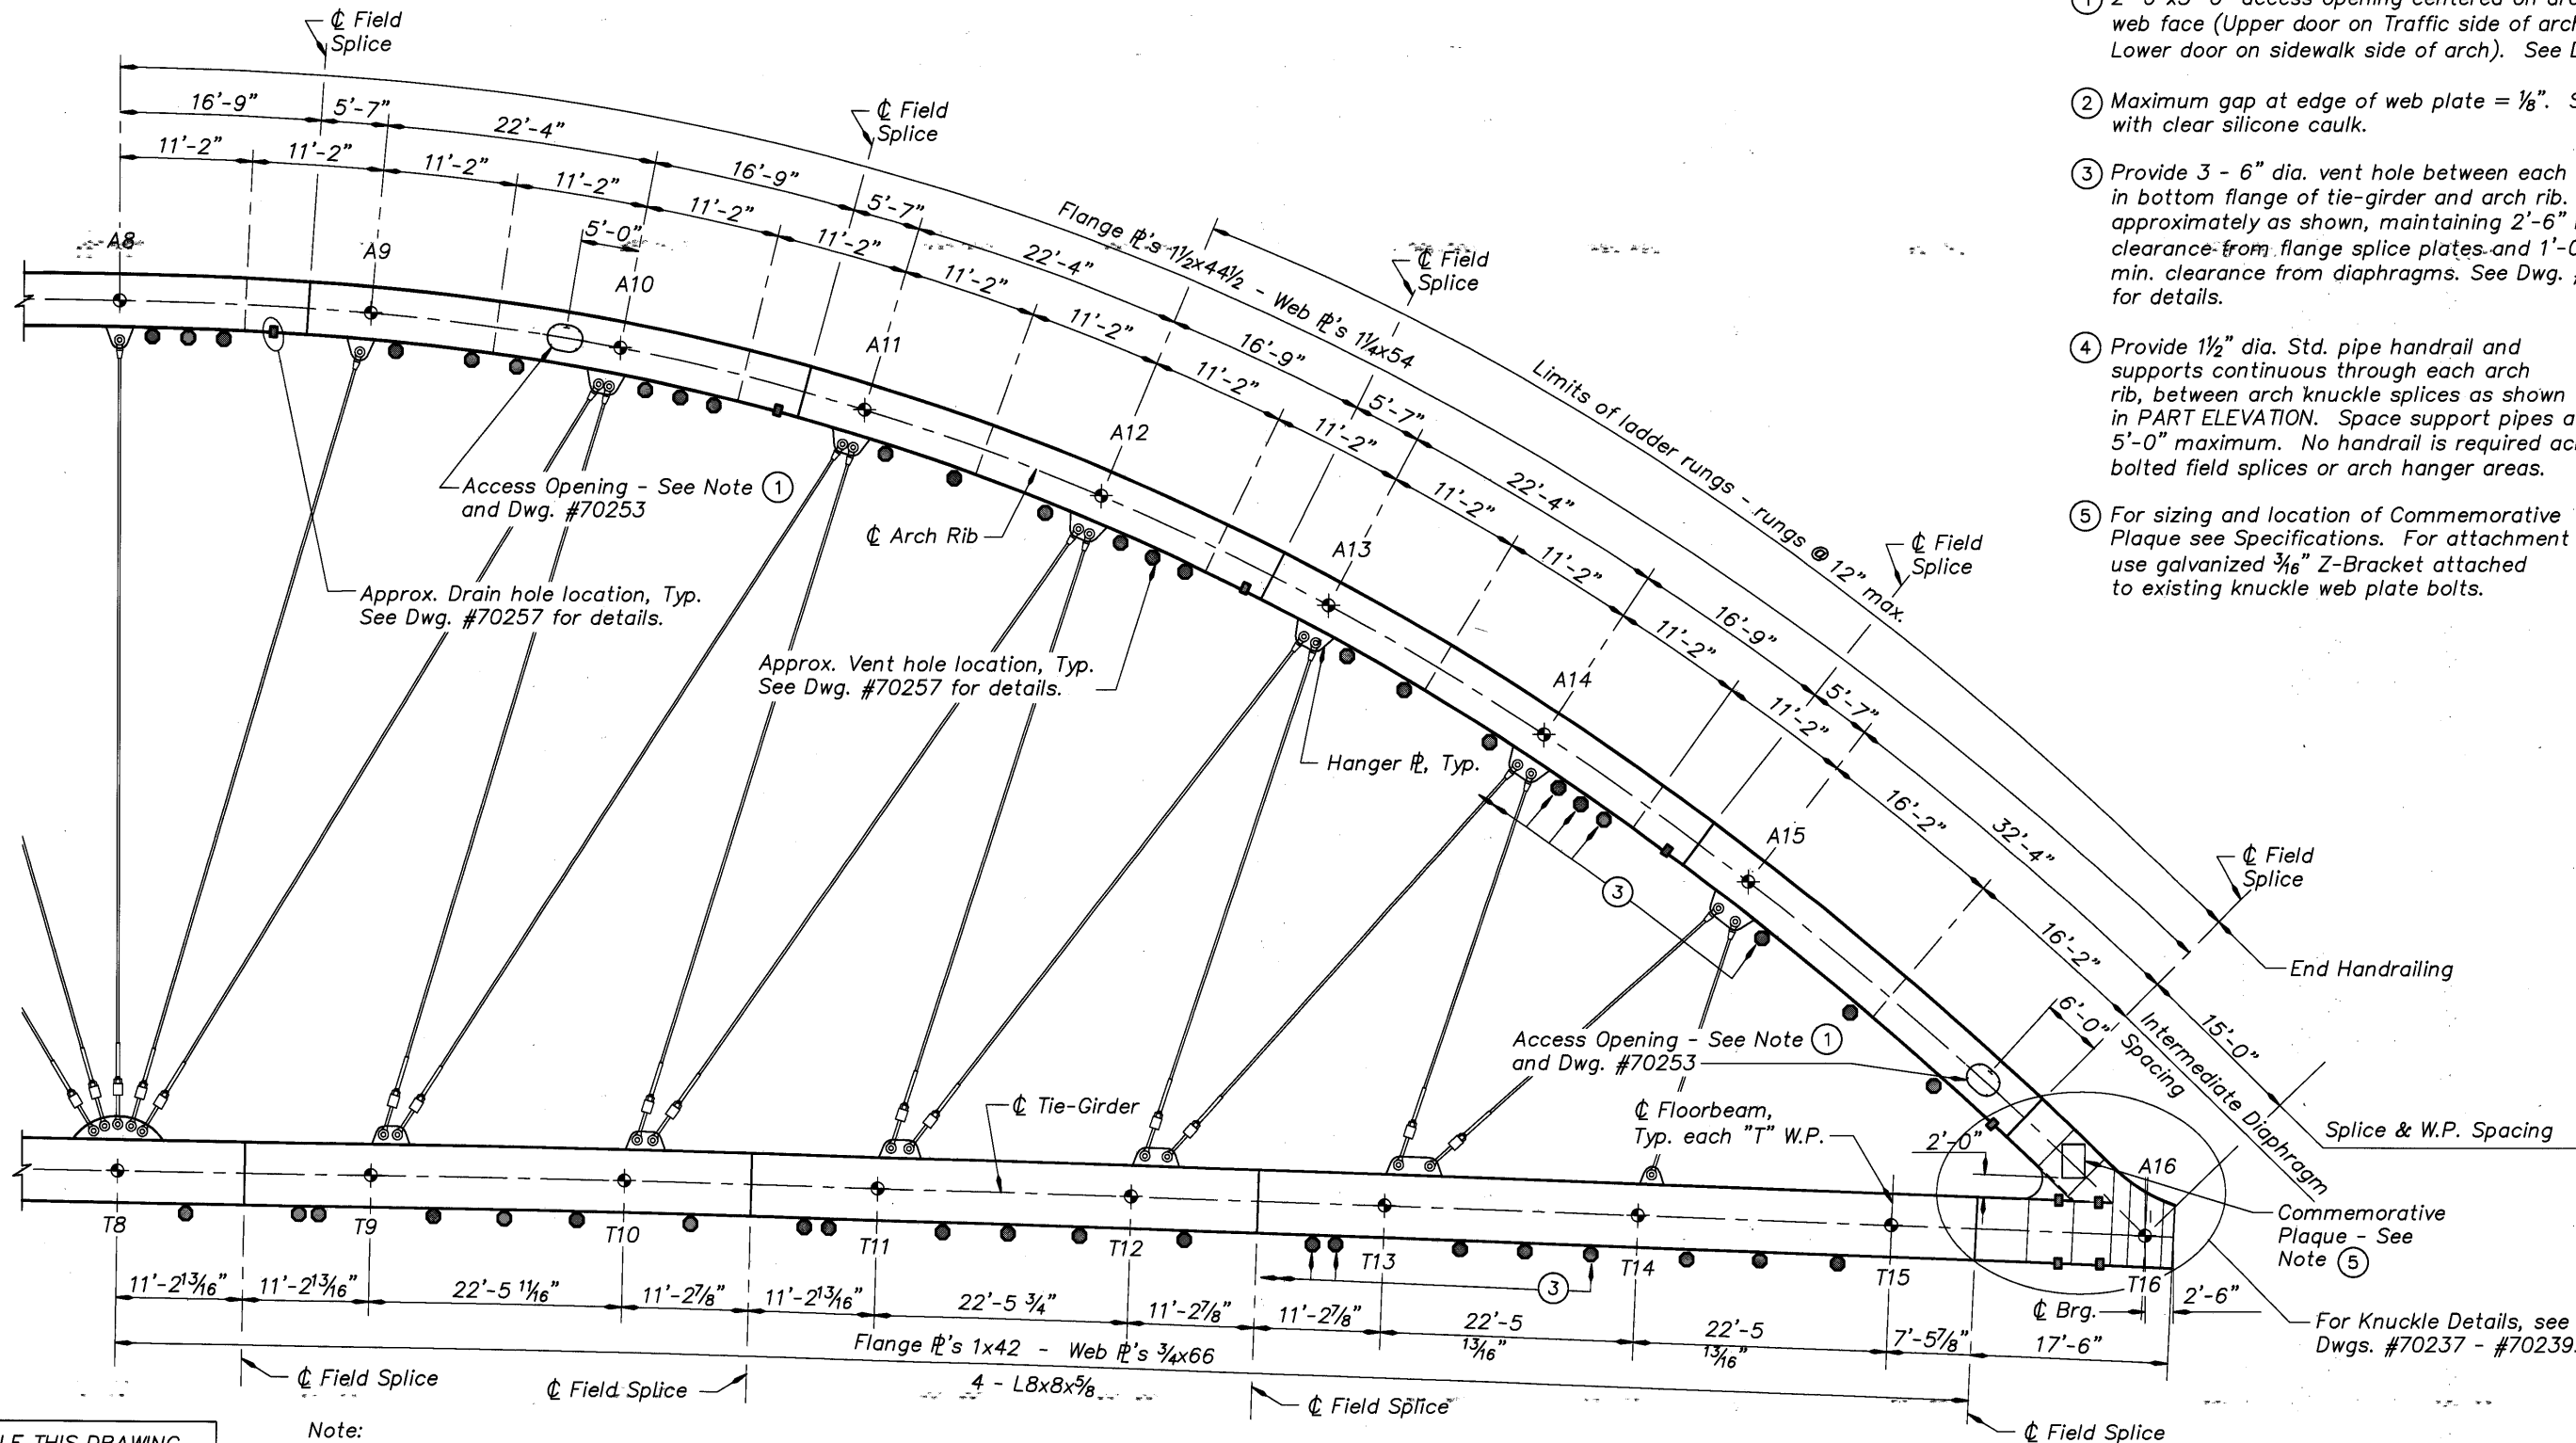 ℄ Field
Splice
℄ Field
Splice
℄ Field
Splice
℄ Field
Splice
℄ Field
Splice
16'-9" 5'-7" 22'-4" 16'-9" 5'-7" 22'-4" 16'-9" 5'-7" 22'-4" 16'-9" 5'-7" 32'-4" 15'-0"
11'-2" 11'-2" 11'-2" 11'-2" 11'-2" 11'-2" 11'-2" 11'-2" 11'-2" 11'-2" 11'-2" 11'-2" 11'-2" 11'-2" 16'-2" 16'-2"
5'-0"
Flange ℙ's 1½x44½ - Web ℙ's 1¼x54
Limits of ladder rungs - rungs @ 12" max.
A8
A9
A10
A11
A12
A13
A14
A15
A16
Access Opening - See Note ①
and Dwg. #70253
℄ Arch Rib
Approx. Drain hole location, Typ.
See Dwg. #70257 for details.
Approx. Vent hole location, Typ.
See Dwg. #70257 for details.
Hanger ℙ, Typ.
③
End Handrailing
6'-0"
Intermediate Diaphragm
Spacing
Splice & W.P. Spacing
Access Opening - See Note ①
and Dwg. #70253
℄ Tie-Girder
℄ Floorbeam,
Typ. each "T" W.P.
2'-0"
Commemorative
Plaque - See
Note ⑤
For Knuckle Details, see
Dwgs. #70237 - #70239.
T8
T9
T10
T11
T12
T13
T14
T15
T16
③
℄ Brg.
2'-6"
11'-2 13/16" 11'-2 13/16" 22'-5 11/16" 11'-2 7/8" 11'-2 13/16" 22'-5 3/4" 11'-2 7/8" 11'-2 7/8" 22'-5 13/16" 22'-5 13/16" 7'-5 7/8" 17'-6"
Flange ℙ's 1x42 - Web ℙ's ¾x66
4 - L8x8x⅝
℄ Field Splice
℄ Field Splice
℄ Field Splice
℄ Field Splice
Note:
LE THIS DRAWING
① 2'-0"x3'-0" access opening centered on
web face (Upper door on Traffic side of arch
Lower door on sidewalk side of arch). See
② Maximum gap at edge of web plate = ⅛".
with clear silicone caulk.
③ Provide 3 - 6" dia. vent hole between each
in bottom flange of tie-girder and arch rib.
approximately as shown, maintaining 2'-6"
clearance from flange splice plates and 1'-0
min. clearance from diaphragms. See Dwg.
for details.
④ Provide 1½" dia. Std. pipe handrail and
supports continuous through each arch
rib, between arch knuckle splices as shown
in PART ELEVATION. Space support pipes
5'-0" maximum. No handrail is required
bolted field splices or arch hanger areas.
⑤ For sizing and location of Commemorative
Plaque see Specifications. For attachment
use galvanized 3/16" Z-Bracket attached
to existing knuckle web plate bolts.